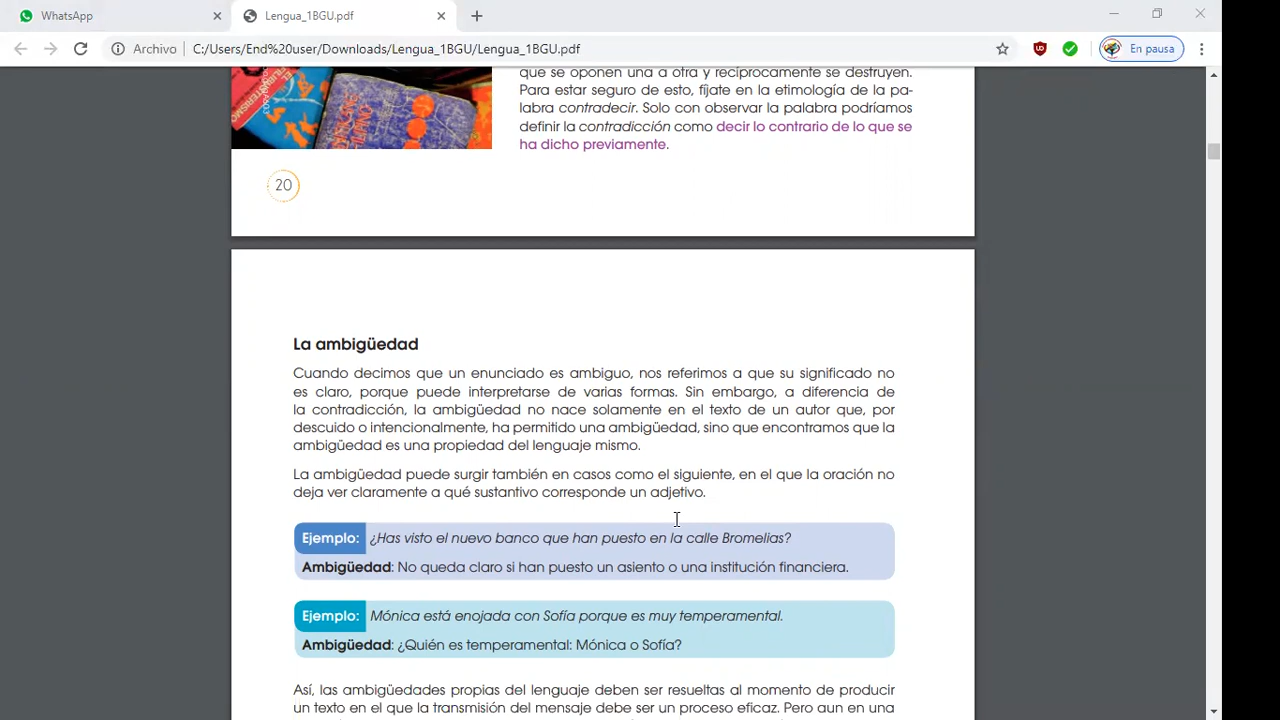 WhatsApp
Lengua_1BGU.pdf
Archivo
C:/Users/End%20user/Downloads/Lengua_1BGU/Lengua_1BGU.pdf
En pausa
que se oponen una a otra y recíprocamente se destruyen.
Para estar seguro de esto, fíjate en la etimología de la pa-
labra contradecir. Solo con observar la palabra podríamos
definir la contradicción como decir lo contrario de lo que se
ha dicho previamente.
20
La ambigüedad
Cuando decimos que un enunciado es ambiguo, nos referimos a que su significado no
es claro, porque puede interpretarse de varias formas. Sin embargo, a diferencia de
la contradicción, la ambigüedad no nace solamente en el texto de un autor que, por
descuido o intencionalmente, ha permitido una ambigüedad, sino que encontramos que la
ambigüedad es una propiedad del lenguaje mismo.
La ambigüedad puede surgir también en casos como el siguiente, en el que la oración no
deja ver claramente a qué sustantivo corresponde un adjetivo.
Ejemplo: ¿Has visto el nuevo banco que han puesto en la calle Bromelias?
Ambigüedad: No queda claro si han puesto un asiento o una institución financiera.
Ejemplo: Mónica está enojada con Sofía porque es muy temperamental.
Ambigüedad: ¿Quién es temperamental: Mónica o Sofía?
Así, las ambigüedades propias del lenguaje deben ser resueltas al momento de producir
un texto en el que la transmisión del mensaje debe ser un proceso eficaz. Pero aun en una